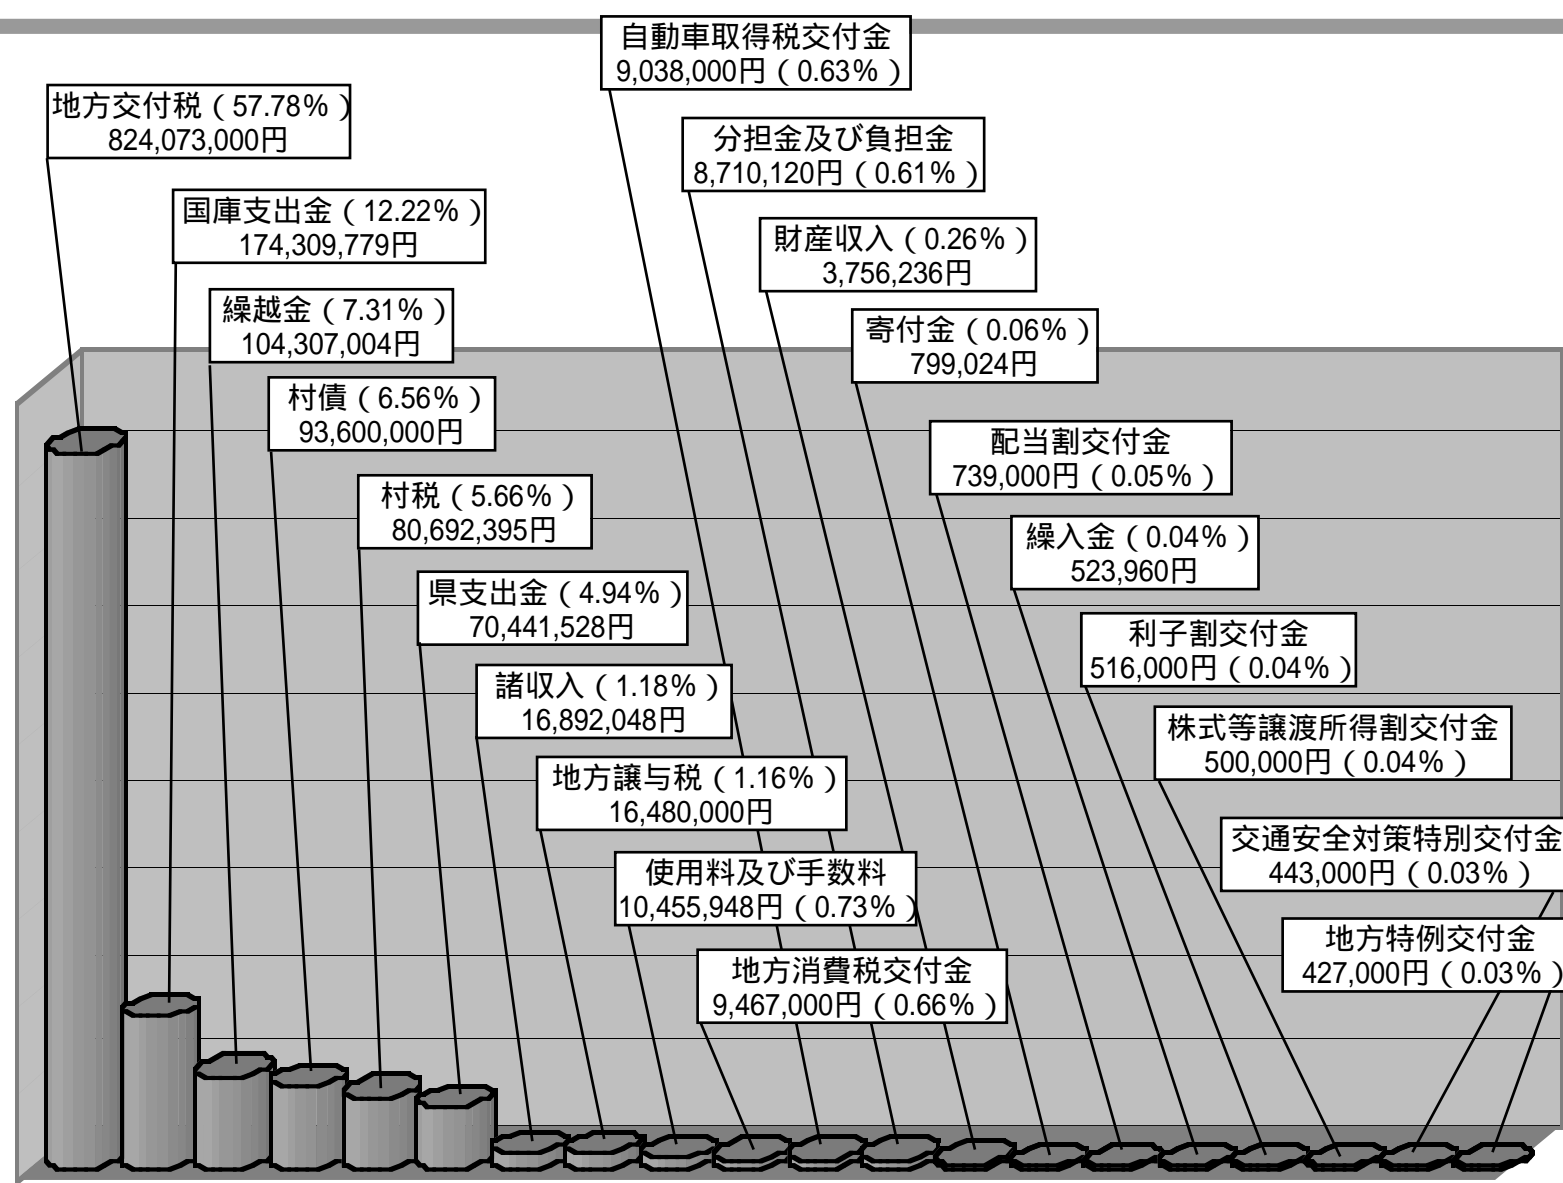 自動車取得税交付金
9,038,000円（0.63%）
地方交付税（57.78%）
824,073,000円
分担金及び負担金
8,710,120円（0.61%）
国庫支出金（12.22%）
174,309,779円
財産収入（0.26%）
3,756,236円
繰越金（7.31%）
104,307,004円
寄付金（0.06%）
799,024円
村債（6.56%）
93,600,000円
配当割交付金
739,000円（0.05%）
村税（5.66%）
80,692,395円
繰入金（0.04%）
523,960円
県支出金（4.94%）
70,441,528円
利子割交付金
516,000円（0.04%）
諸収入（1.18%）
16,892,048円
株式等譲渡所得割交付金
500,000円（0.04%）
地方譲与税（1.16%）
16,480,000円
交通安全対策特別交付金
443,000円（0.03%）
使用料及び手数料
10,455,948円（0.73%）
地方特例交付金
427,000円（0.03%）
地方消費税交付金
9,467,000円（0.66%）